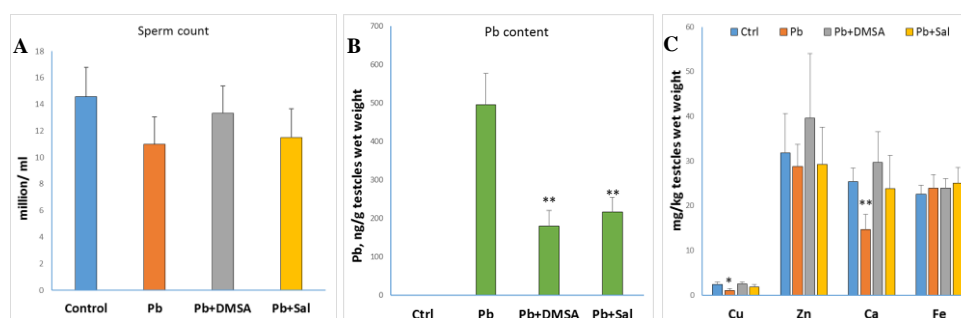 A
Sperm count
million/ ml
18
16
14
12
10
8
6
4
2
0
Control Pb Pb+DMSA Pb+Sal
B
Pb content
Pb, ng/g testcles wet weight
700
600
500
400
300
200
100
0
**
**
Ctrl Pb Pb+DMSA Pb+Sal
C
Ctrl Pb Pb+DMSA Pb+Sal
mg/kg testcles wet weight
60
50
40
30
20
10
0
*
**
Cu Zn Ca Fe